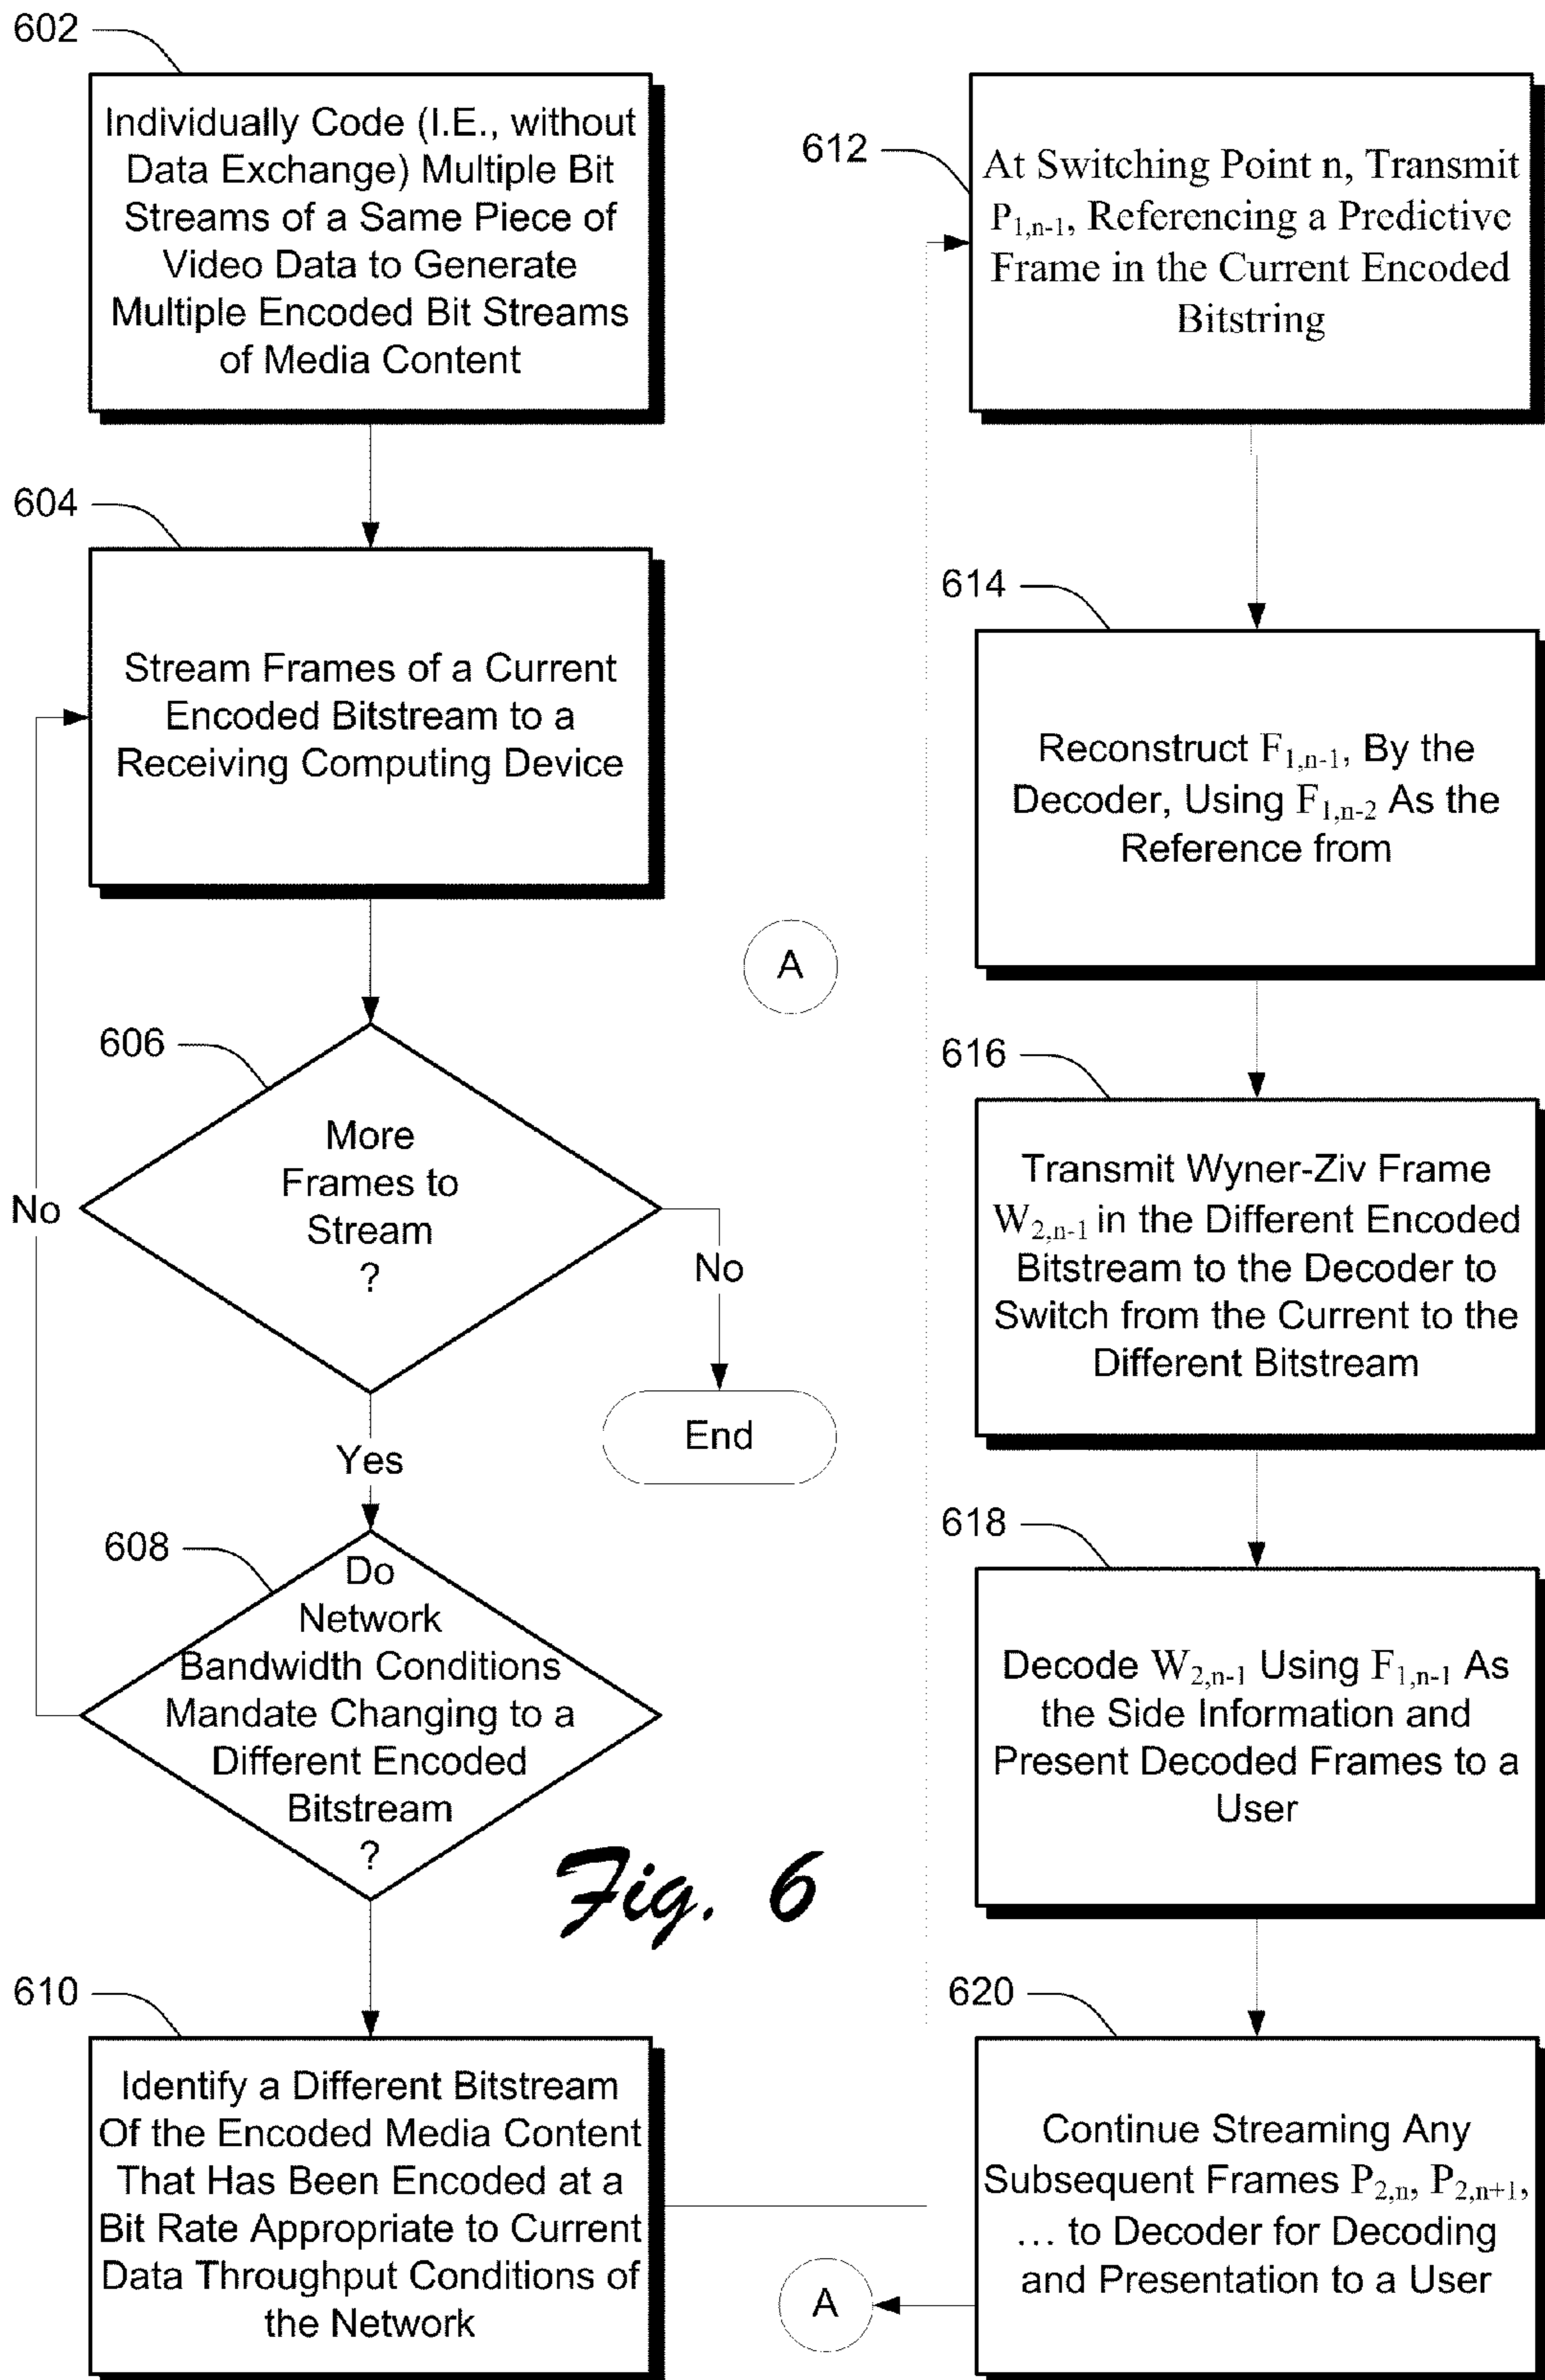 602
Individually Code (I.E., without
Data Exchange) Multiple Bit
Streams of a Same Piece of
Video Data to Generate
Multiple Encoded Bit Streams
of Media Content
604
Stream Frames of a Current
Encoded Bitstream to a
Receiving Computing Device
A
606
More
Frames to
Stream
?
No
No
End
Yes
608
Do
Network
Bandwidth Conditions
Mandate Changing to a
Different Encoded
Bitstream
?
Fig. 6
610
Identify a Different Bitstream
Of the Encoded Media Content
That Has Been Encoded at a
Bit Rate Appropriate to Current
Data Throughput Conditions of
the Network
612
At Switching Point n, Transmit
P1,n-1, Referencing a Predictive
Frame in the Current Encoded
Bitstring
614
Reconstruct F1,n-1, By the
Decoder, Using F1,n-2 As the
Reference from
616
Transmit Wyner-Ziv Frame
W2,n-1 in the Different Encoded
Bitstream to the Decoder to
Switch from the Current to the
Different Bitstream
618
Decode W2,n-1 Using F1,n-1 As
the Side Information and
Present Decoded Frames to a
User
620
Continue Streaming Any
Subsequent Frames P2,n, P2,n+1,
… to Decoder for Decoding
and Presentation to a User
A